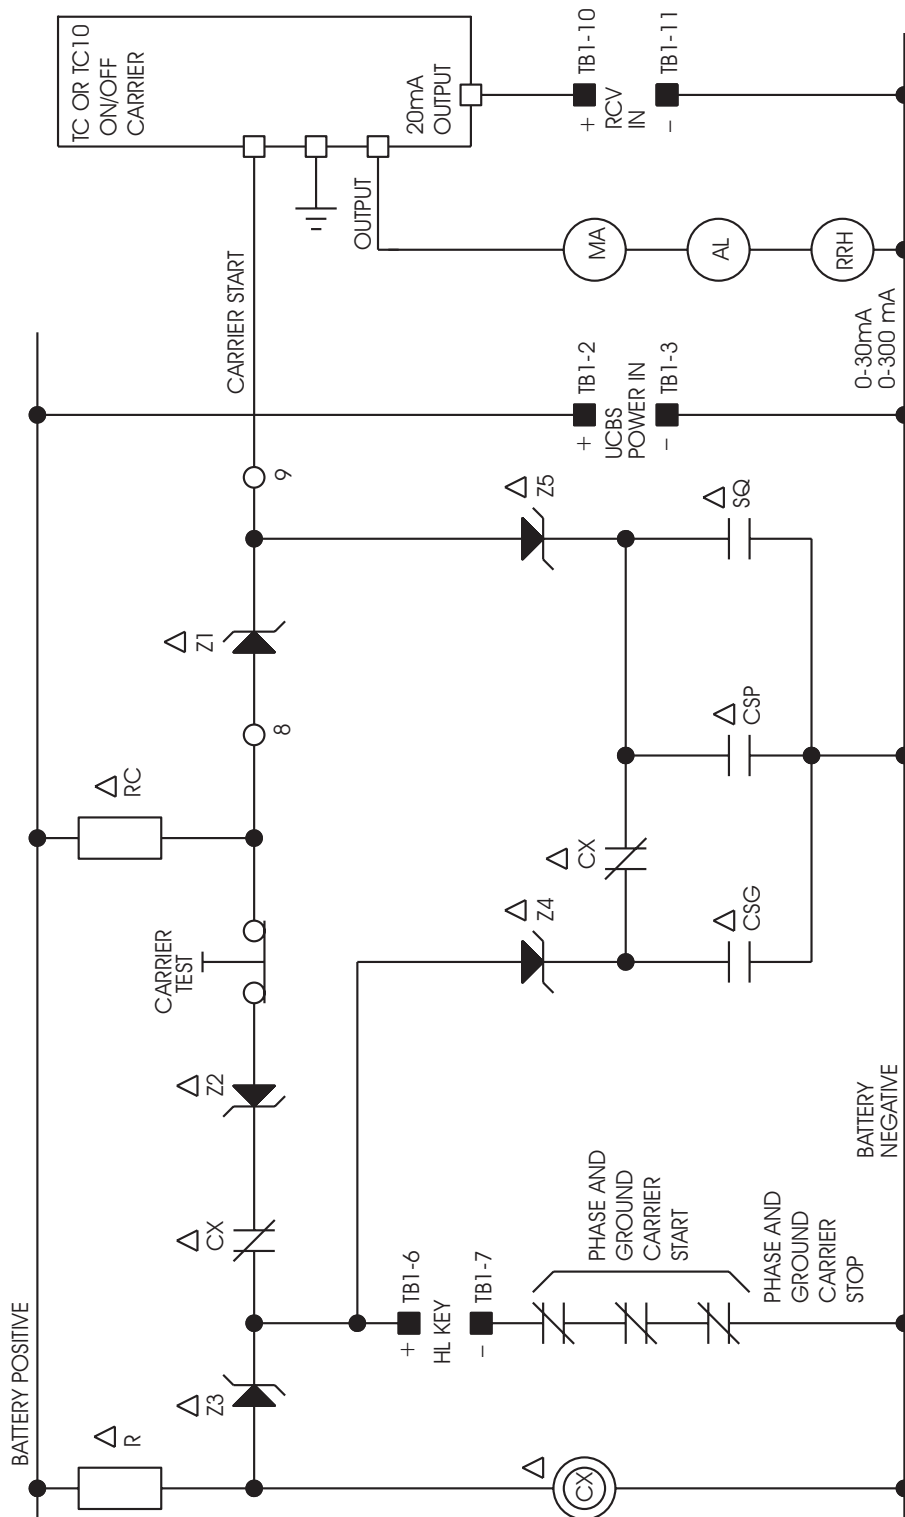 TC OR TC10
ON/OFF
CARRIER
20mA
OUTPUT
TB1-10
+
RCV
IN
TB1-11
-
OUTPUT
MA
AL
RRH
0-30mA
0-300 mA
CARRIER START
TB1-2
+
UCBS
POWER IN
TB1-3
-
9
Z5
SQ
Z1
8
RC
CSP
CX
Z4
CSG
CARRIER
TEST
Z2
CX
BATTERY
NEGATIVE
PHASE AND
GROUND
CARRIER
START
PHASE AND
GROUND
CARRIER
STOP
TB1-6
+
HL KEY
TB1-7
-
BATTERY POSITIVE
Z3
R
CX